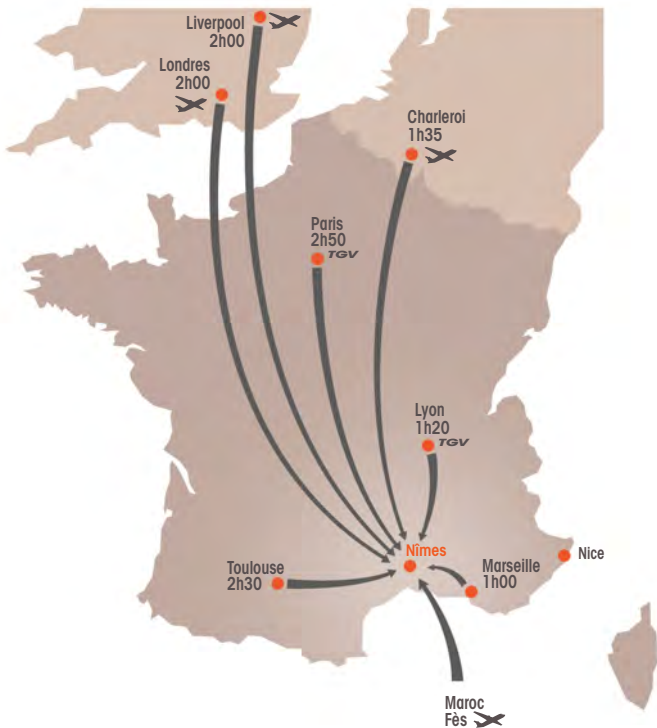 Liverpool
2h00
Londres
2h00
Charleroi
1h35
Paris
2h50
TGV
Lyon
1h20
TGV
Nîmes
Nice
Toulouse
2h30
Marseille
1h00
Maroc
Fès